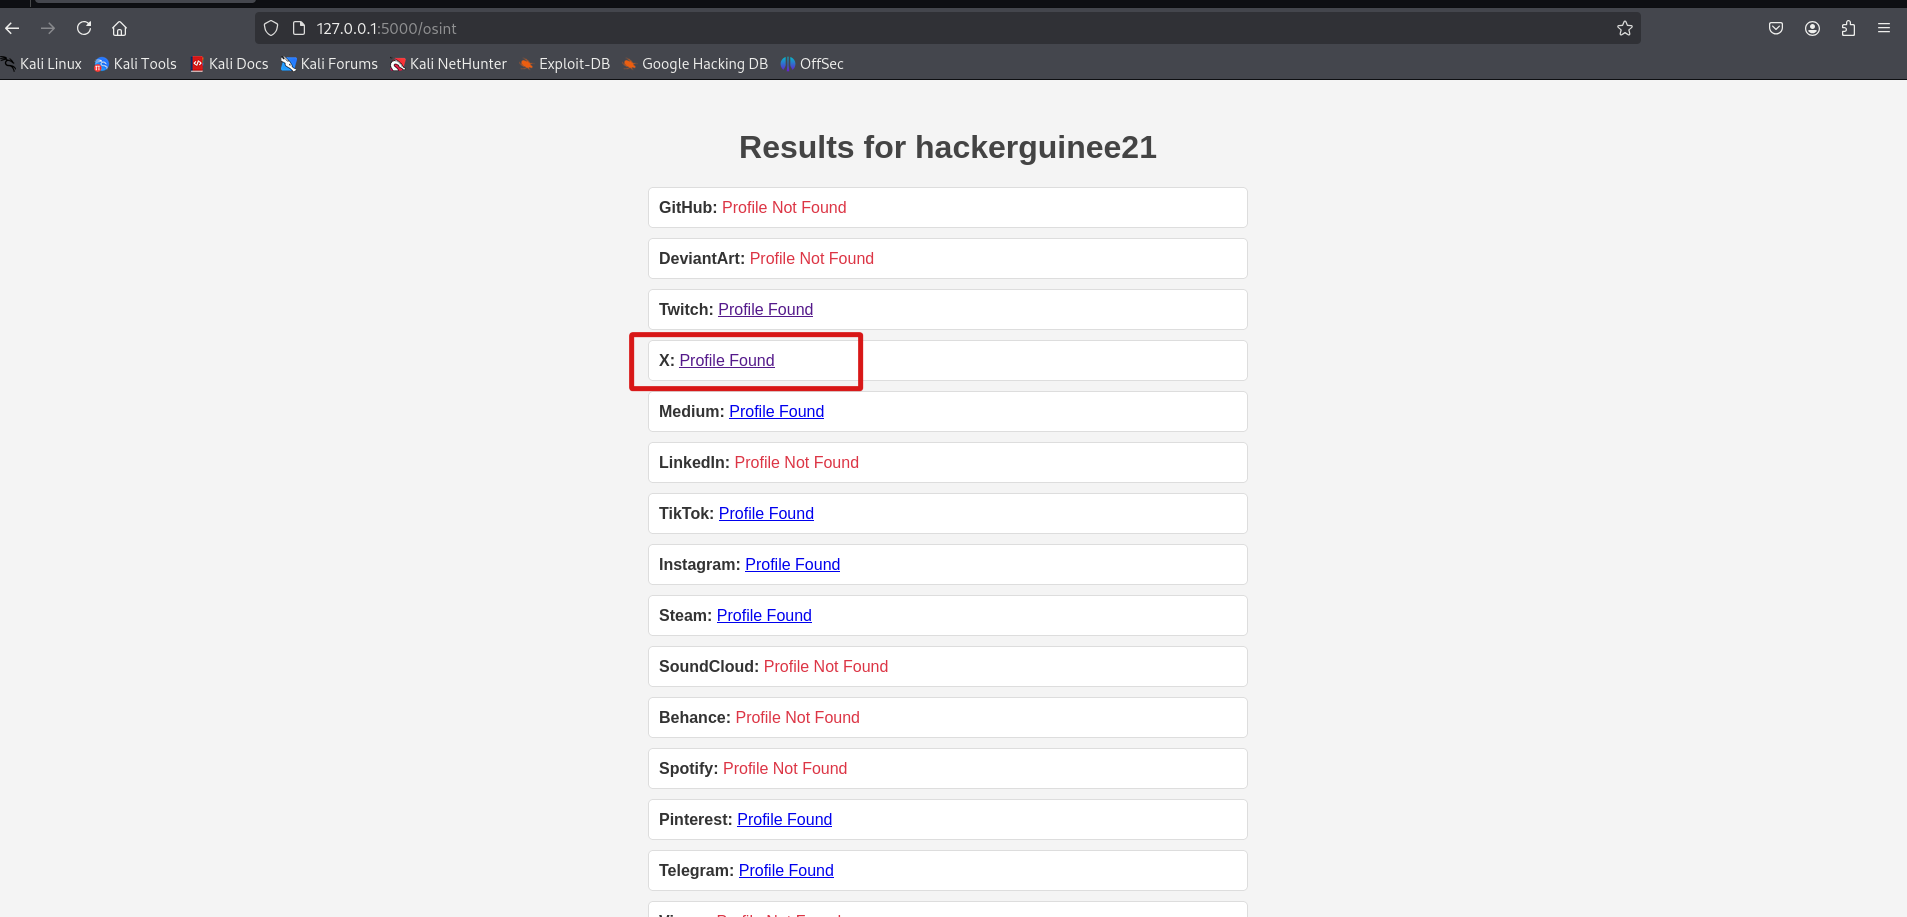 127.0.0.1:5000/osint
Kali Linux Kali Tools Kali Docs Kali Forums Kali NetHunter Exploit-DB Google Hacking DB OffSec
Results for hackerguinee21
GitHub: Profile Not Found
DeviantArt: Profile Not Found
Twitch: Profile Found
X: Profile Found
Medium: Profile Found
LinkedIn: Profile Not Found
TikTok: Profile Found
Instagram: Profile Found
Steam: Profile Found
SoundCloud: Profile Not Found
Behance: Profile Not Found
Spotify: Profile Not Found
Pinterest: Profile Found
Telegram: Profile Found